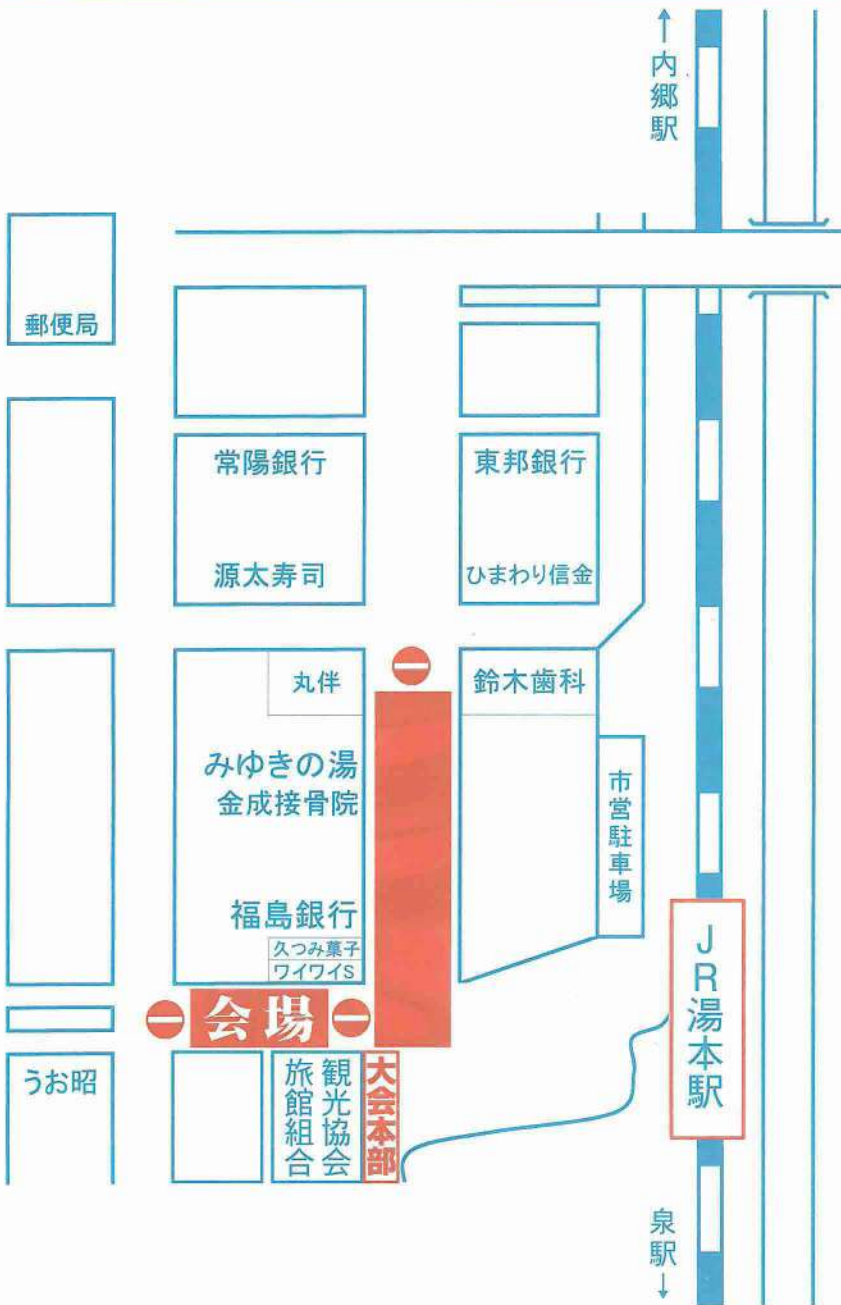 ↑内郷駅
郵便局
常陽銀行
東邦銀行
源太寿司
ひまわり信金
丸伴
鈴木歯科
みゆきの湯
金成接骨院
市営駐車場
福島銀行
久つみ菓子
ワイワイS
JR湯本駅
会場
うお昭
観光協会
旅館組合
大会本部
泉駅↓